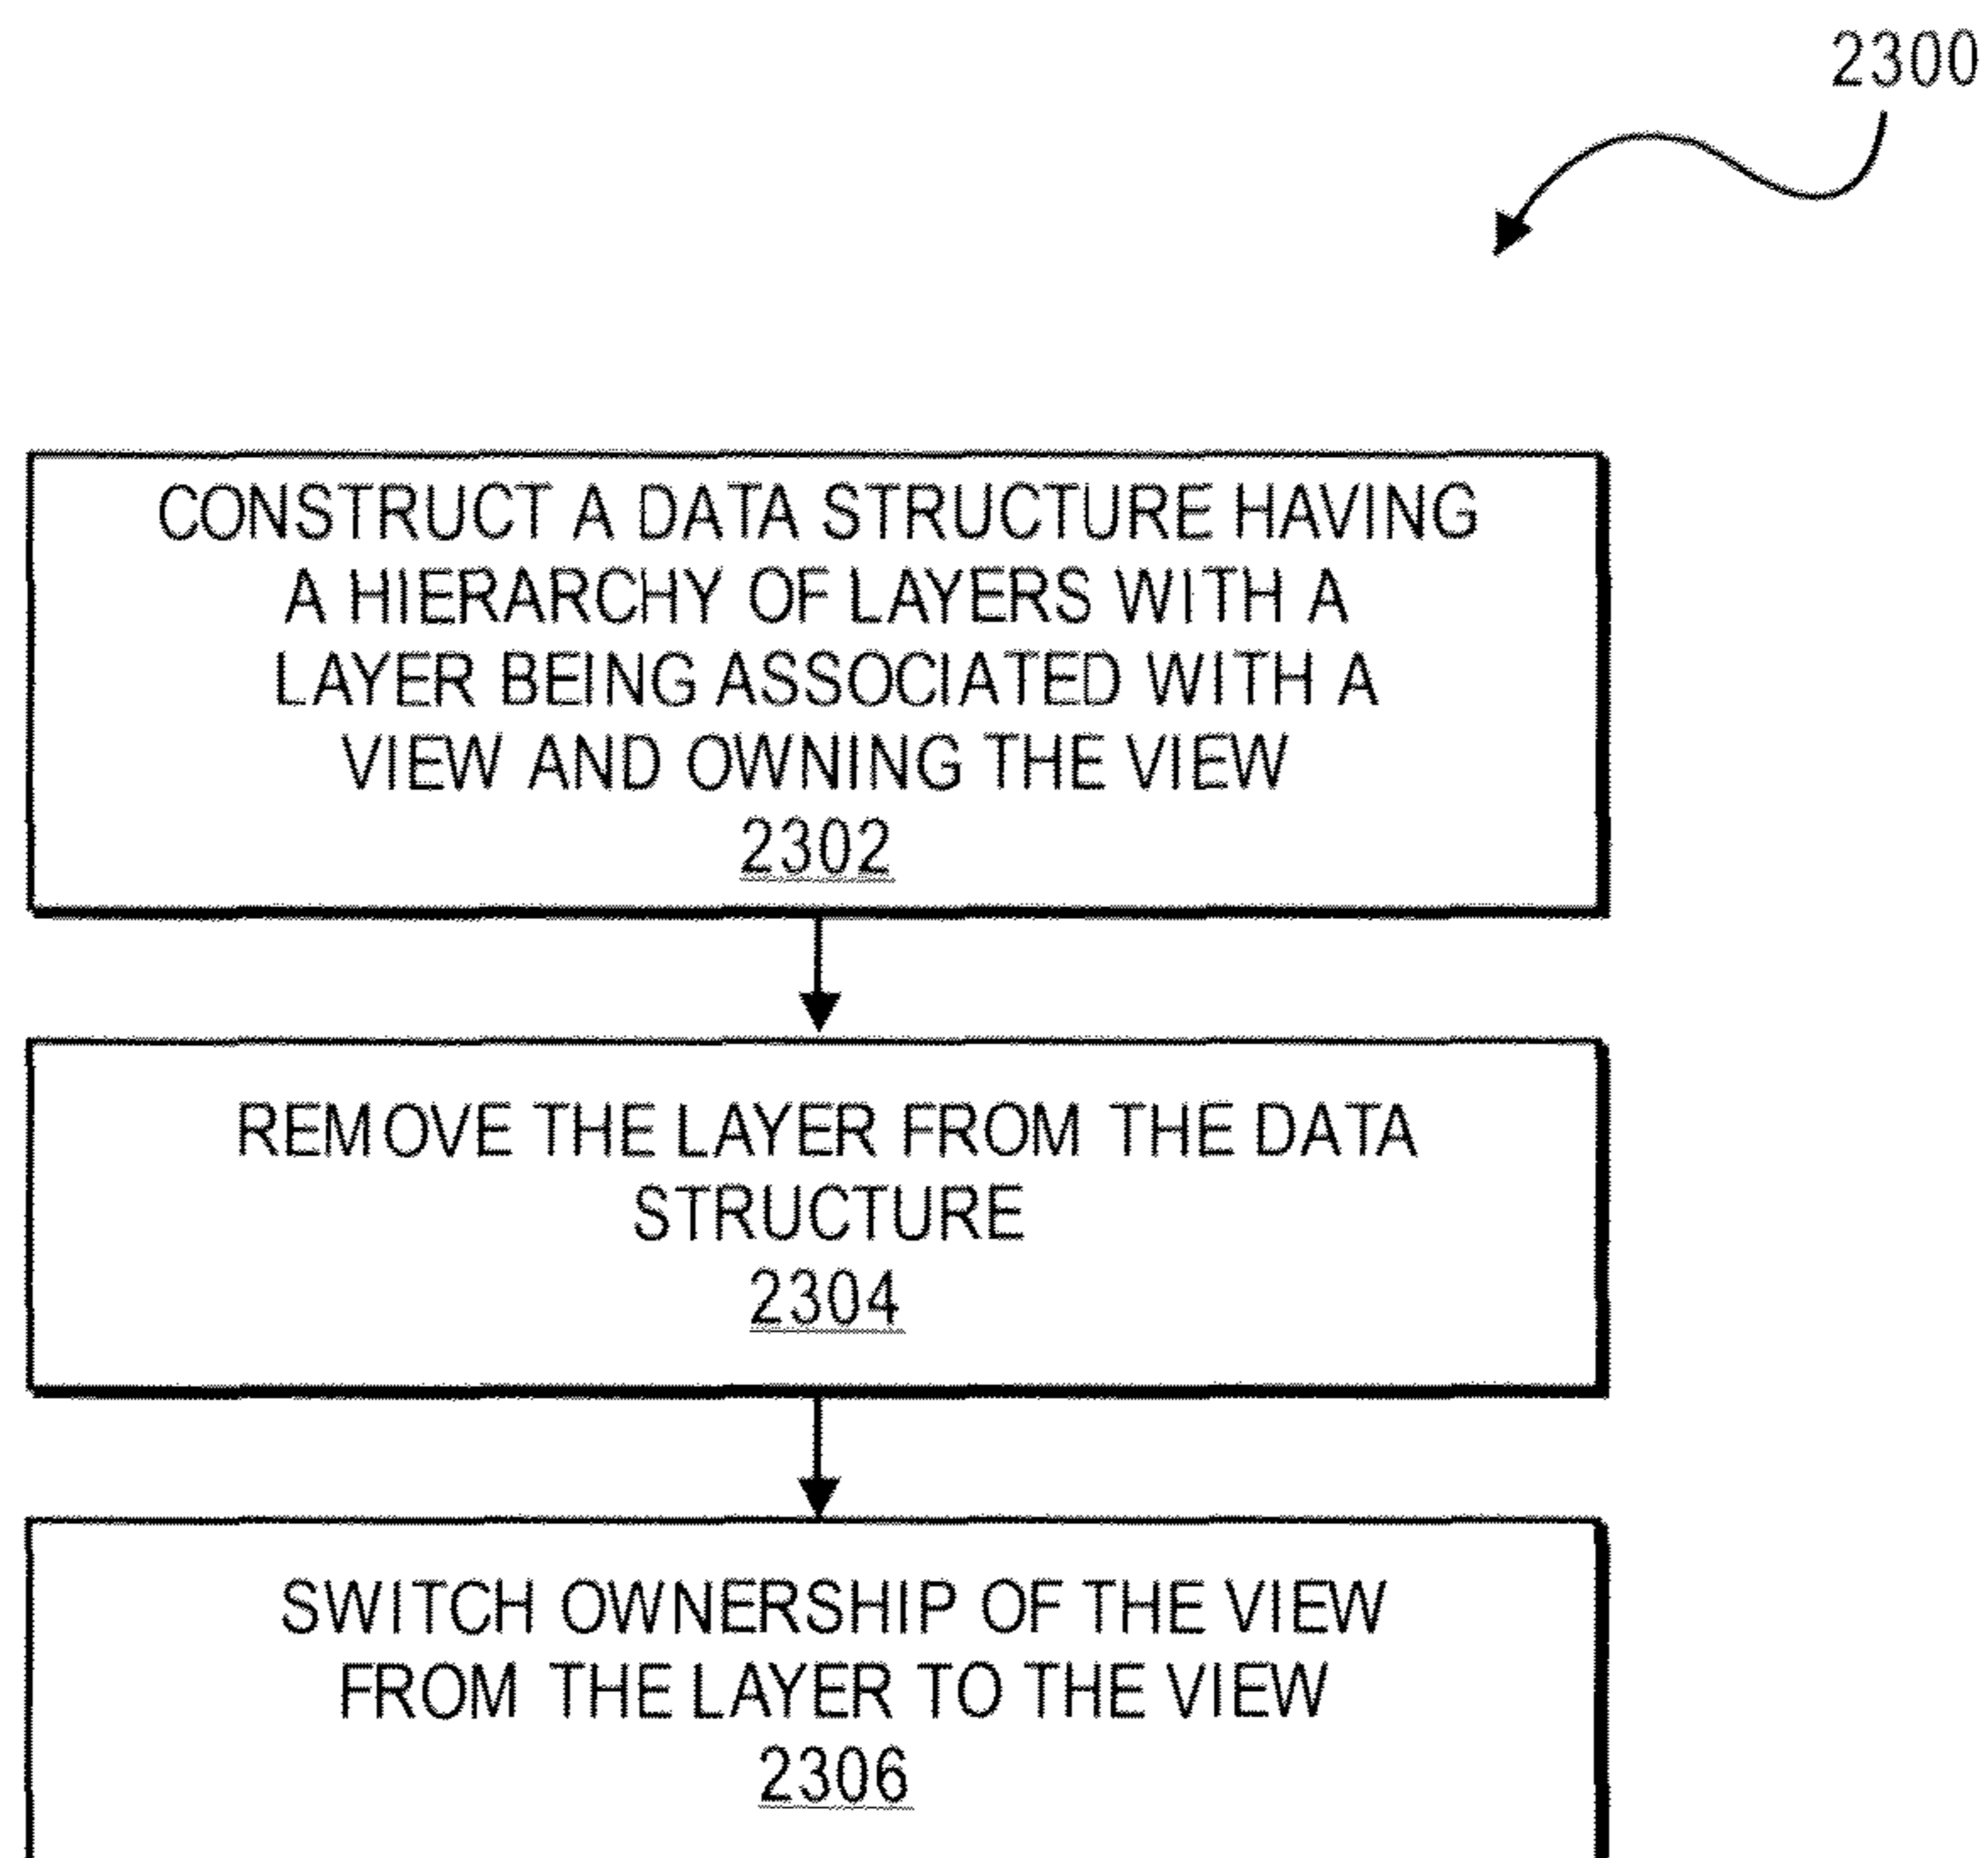 2300
CONSTRUCT A DATA STRUCTURE HAVING
A HIERARCHY OF LAYERS WITH A
LAYER BEING ASSOCIATED WITH A
VIEW AND OWNING THE VIEW
2302
REMOVE THE LAYER FROM THE DATA
STRUCTURE
2304
SWITCH OWNERSHIP OF THE VIEW
FROM THE LAYER TO THE VIEW
2306